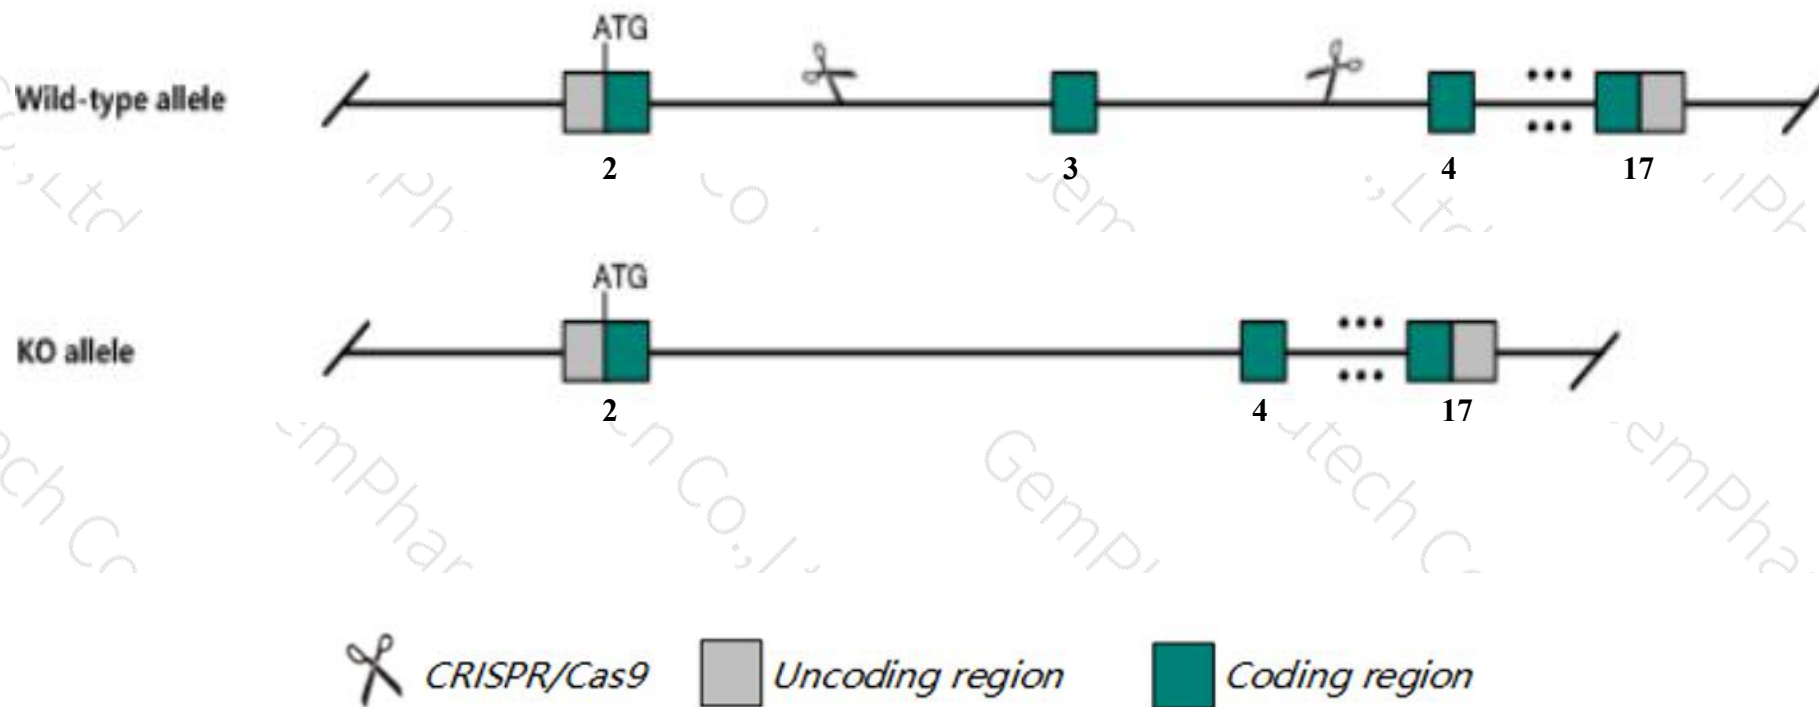 ATG
Wild-type allele
2 3 4 17
ATG
KO allele
2 4 17
CRISPR/Cas9 Uncoding region Coding region